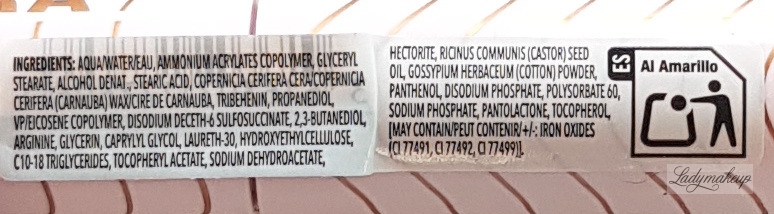 INGREDIENTS: AQUA/WATER/EAU, AMMONIUM ACRYLATES COPOLYMER, GLYCERYL
STEARATE, ALCOHOL DENAT., STEARIC ACID, COPERNICIA CERIFERA CERA/COPERNICIA
CERIFERA (CARNAUBA) WAX/CIRE DE CARNAUBA, TRIBEHENIN, PROPANEDIOL,
VP/EICOSENE COPOLYMER, DISODIUM DECETH-6 SULFOSUCCINATE, 2,3-BUTANEDIOL,
ARGININE, GLYCERIN, CAPRYLYL GLYCOL, LAURETH-30, HYDROXYETHYLCELLULOSE,
C10-18 TRIGLYCERIDES, TOCOPHERYL ACETATE, SODIUM DEHYDROACETATE,
HECTORITE, RICINUS COMMUNIS (CASTOR) SEED
OIL, GOSSYPIUM HERBACEUM (COTTON) POWDER,
PANTHENOL, DISODIUM PHOSPHATE, POLYSORBATE 60,
SODIUM PHOSPHATE, PANTOLACTONE, TOCOPHEROL,
[MAY CONTAIN/PEUT CONTENIR/+/-: IRON OXIDES
(CI 77491, CI 77492, CI 77499)].
ES
Al Amarillo
Ladymakeup